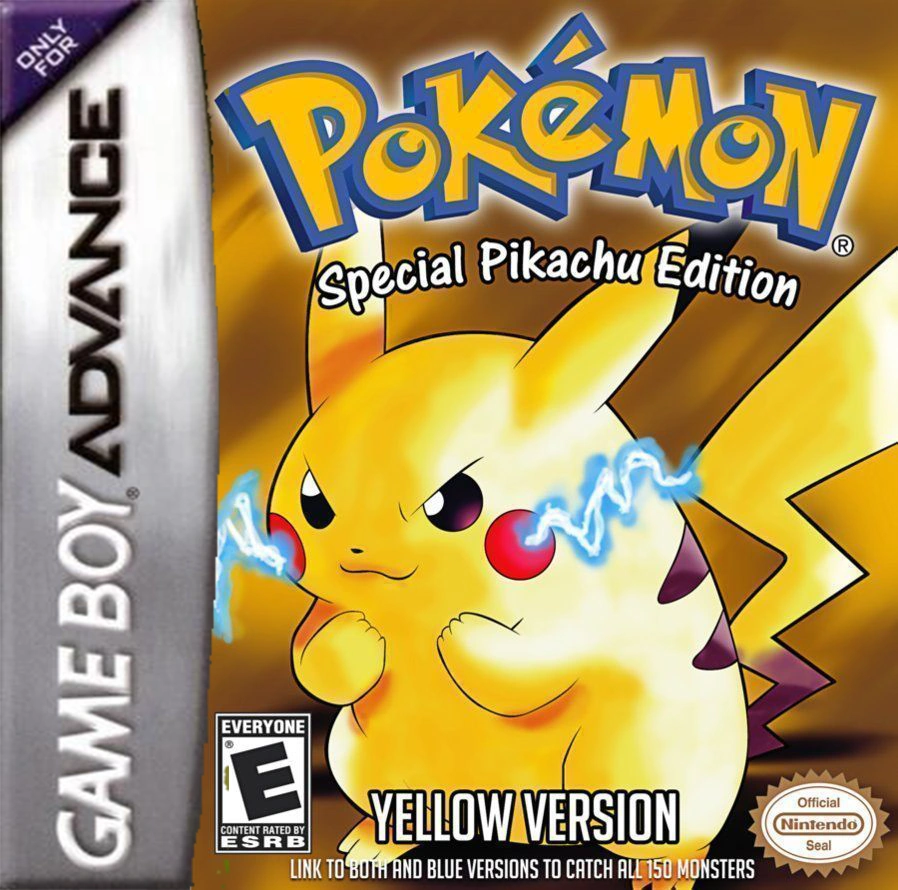 ONLY
FOR
GAME BOY® ADVANCE
POKéMON®
Special Pikachu Edition
EVERYONE
®
E
CONTENT RATED BY
ESRB
YELLOW VERSION
LINK TO BOTH AND BLUE VERSIONS TO CATCH ALL 150 MONSTERS
Official
Nintendo
Seal